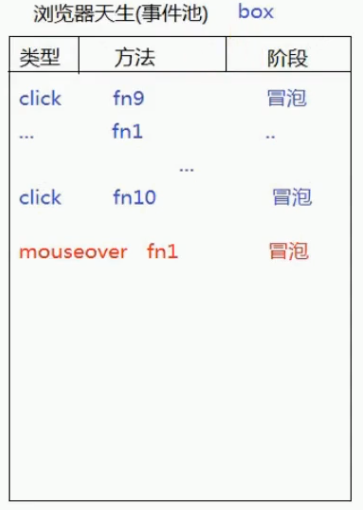 浏览器天生(事件池) box
类型 方法 阶段
click fn9 冒泡
... fn1 ..
...
click fn10 冒泡
mouseover fn1 冒泡